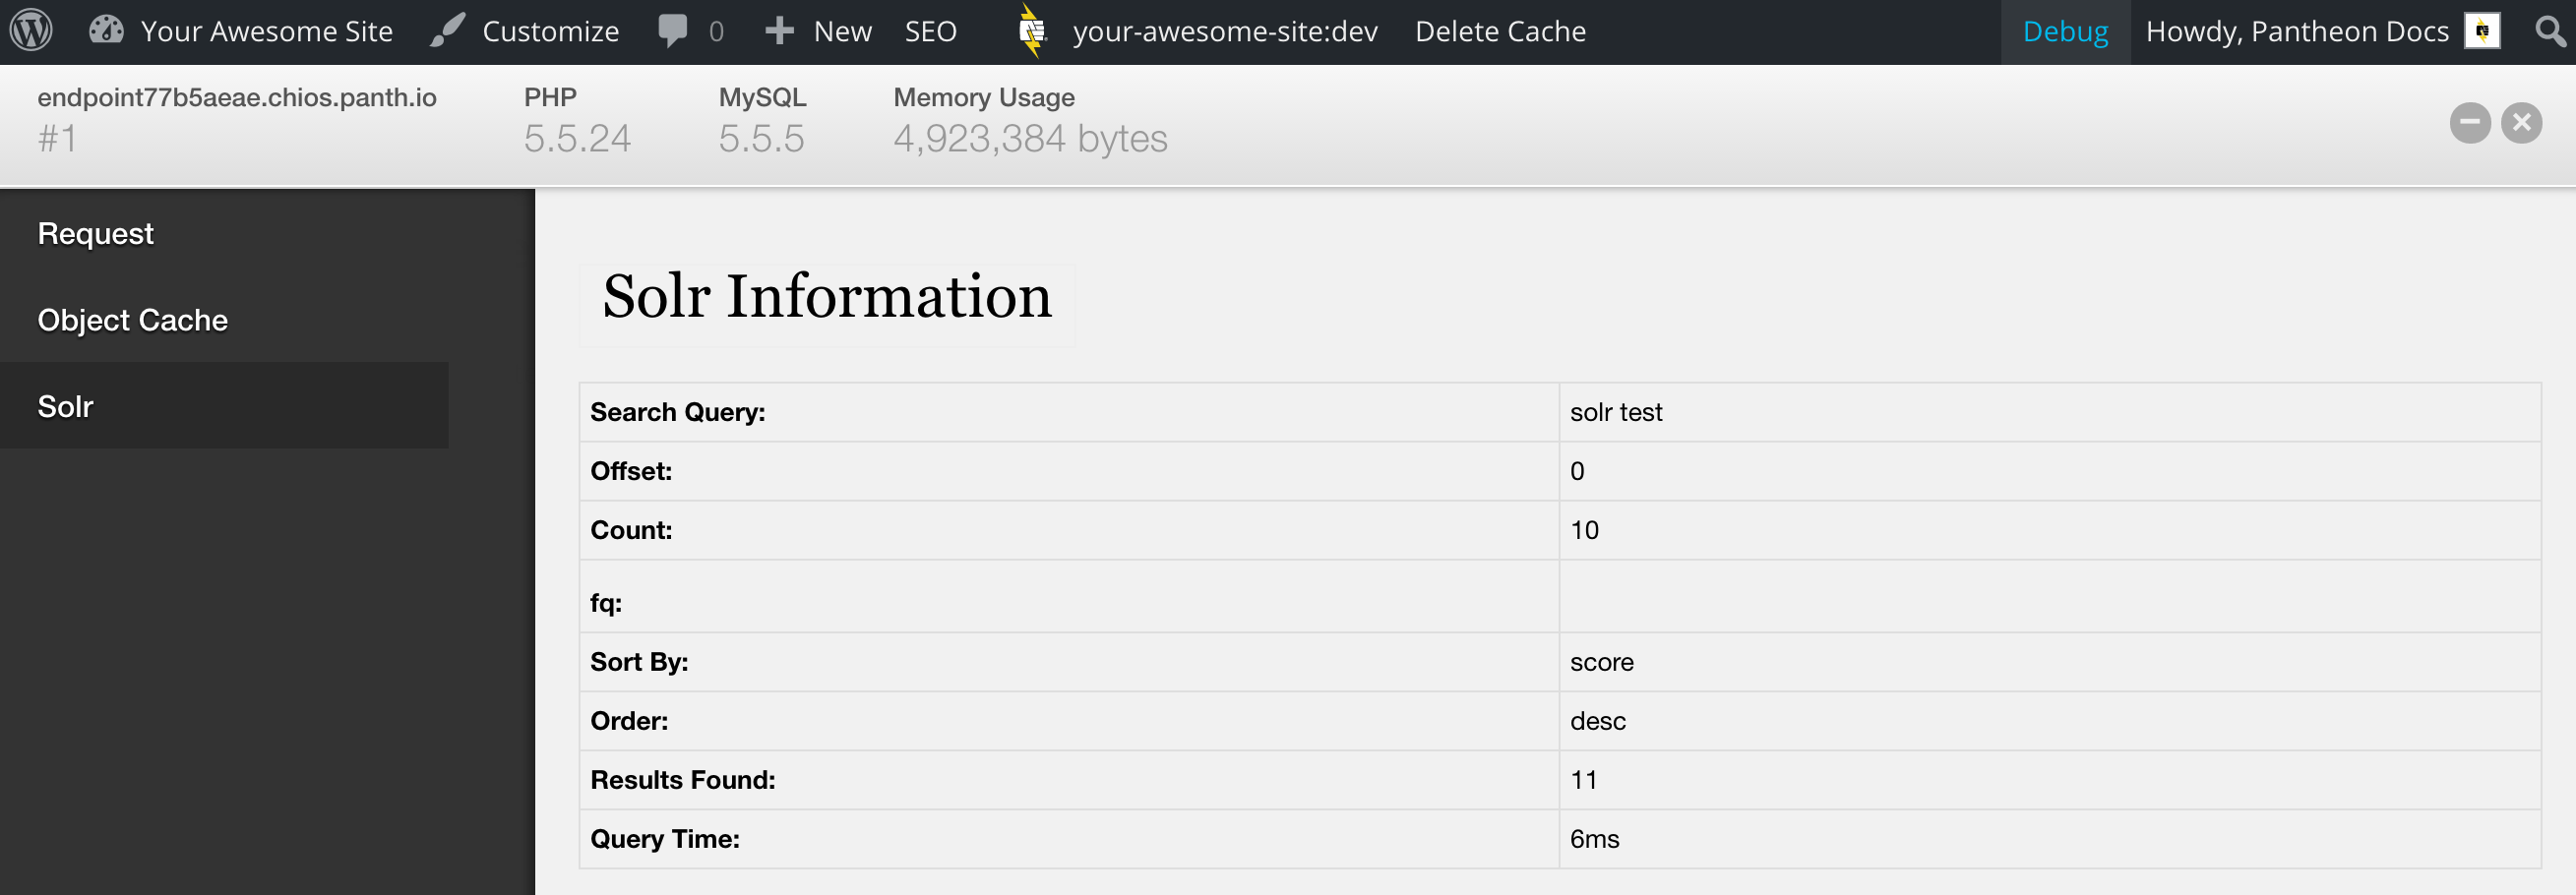 Your Awesome Site Customize 0 New SEO your-awesome-site:dev Delete Cache Debug Howdy, Pantheon Docs
endpoint77b5aeae.chios.panth.io PHP MySQL Memory Usage
#1 5.5.24 5.5.5 4,923,384 bytes
Request
Object Cache
Solr
Solr Information
Search Query: solr test
Offset: 0
Count: 10
fq:
Sort By: score
Order: desc
Results Found: 11
Query Time: 6ms